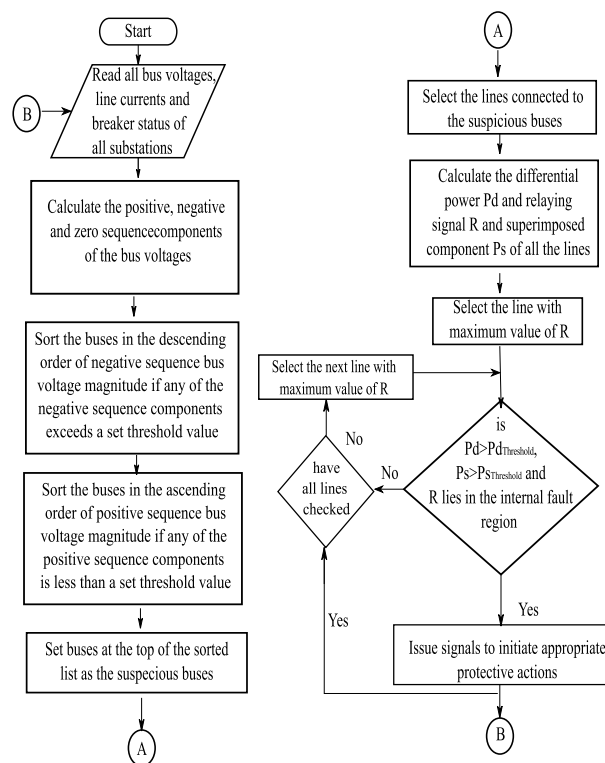 Start
B
Read all bus voltages,
line currents and
breaker status of
all substations
Calculate the positive, negative
and zero sequencecomponents
of the bus voltages
Sort the buses in the descending
order of negative sequence bus
voltage magnitude if any of the
negative sequence components
exceeds a set threshold value
Sort the buses in the ascending
order of positive sequence bus
voltage magnitude if any of the
positive sequence components
is less than a set threshold value
Set buses at the top of the sorted
list as the suspecious buses
A
A
Select the lines connected to
the suspicious buses
Calculate the differential
power Pd and relaying
signal R and superimposed
component Ps of all the lines
Select the line with
maximum value of R
Select the next line with
maximum value of R
is
Pd>PdThreshold,
Ps>PsThreshold and
R lies in the internal fault
region
No
No
have
all lines
checked
Yes
Yes
Issue signals to initiate appropriate
protective actions
B